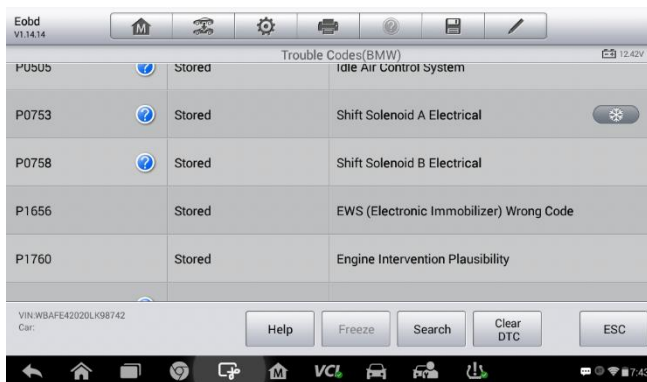 Eobd
V1.14.14
Trouble Codes(BMW)
12.42V
P0505 Stored Idle Air Control System
P0753 Stored Shift Solenoid A Electrical
P0758 Stored Shift Solenoid B Electrical
P1656 Stored EWS (Electronic Immobilizer) Wrong Code
P1760 Stored Engine Intervention Plausibility
VIN:WBAFE42020LK98742
Car:
Help
Freeze
Search
Clear
DTC
ESC
VCI
7:43